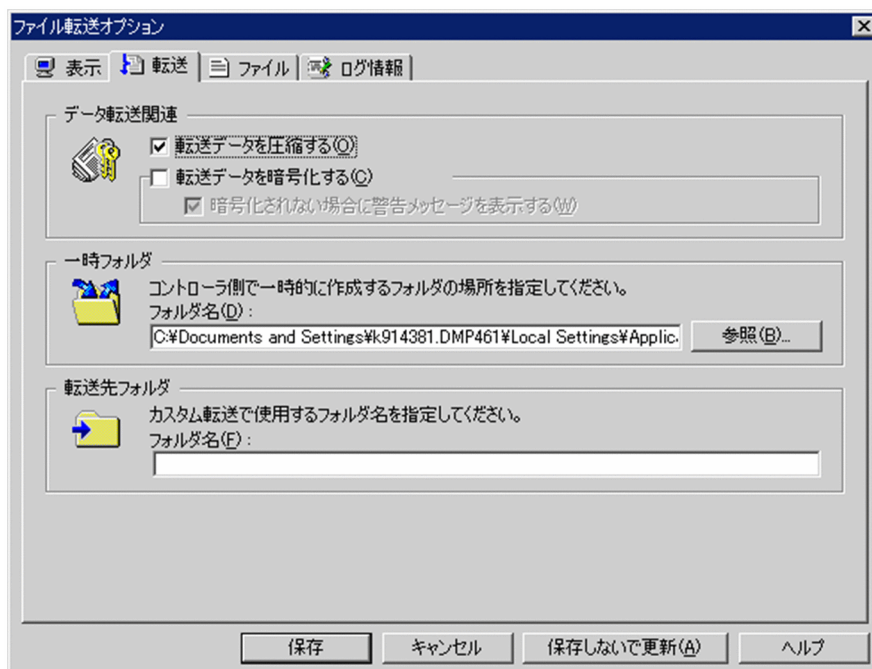 ファイル転送オプション
表示 転送 ファイル ログ情報
データ転送関連
転送データを圧縮する(O)
転送データを暗号化する(C)
暗号化されない場合に警告メッセージを表示する(W)
一時フォルダ
コントローラ側で一時的に作成するフォルダの場所を指定してください。
フォルダ名(D):
C:¥Documents and Settings¥k914381.DMP461¥Local Settings¥Applic 参照(B)...
転送先フォルダ
カスタム転送で使用するフォルダ名を指定してください。
フォルダ名(F):
保存 キャンセル 保存しないで更新(A) ヘルプ